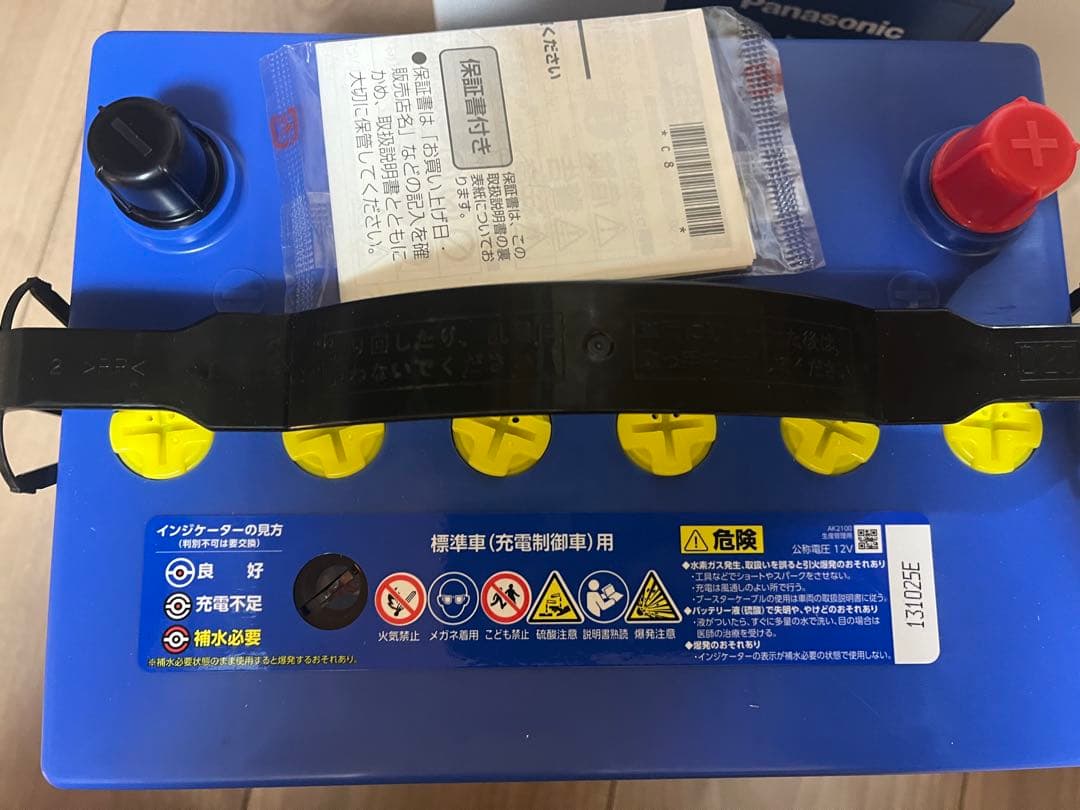 Panasonic
ください
保証書付き
保証書は、この
取扱説明書の裏
表紙についてお
ります。
●保証書は「お買い上げ日・
販売店名」などの記入を確
かめ、取扱説明書とともに
大切に保管してください。
*c8
*
インジケーターの見方
(判別不可は要交換)
良 好
充電不足
補水必要
※補水必要状態のまま使用すると爆発するおそれあり。
標準車(充電制御車)用
火気禁止 メガネ着用 こども禁止 硫酸注意 説明書熟読 爆発注意
危険
AK2100
生産管理用
公称電圧 12V
◆水素ガス発生、取扱いを誤ると引火爆発のおそれあり
・工具などでショートやスパークをさせない。
・充電は風通しのよい所で行う。
・ブースターケーブルの使用は車両の取扱説明書に従う。
◆バッテリー液(硫酸)で失明や、やけどのおそれあり
・液がついたら、すぐに多量の水で洗い、目の場合は
医師の治療を受ける。
◆爆発のおそれあり
・インジケーターの表示が補水必要の状態で使用しない。
131025E